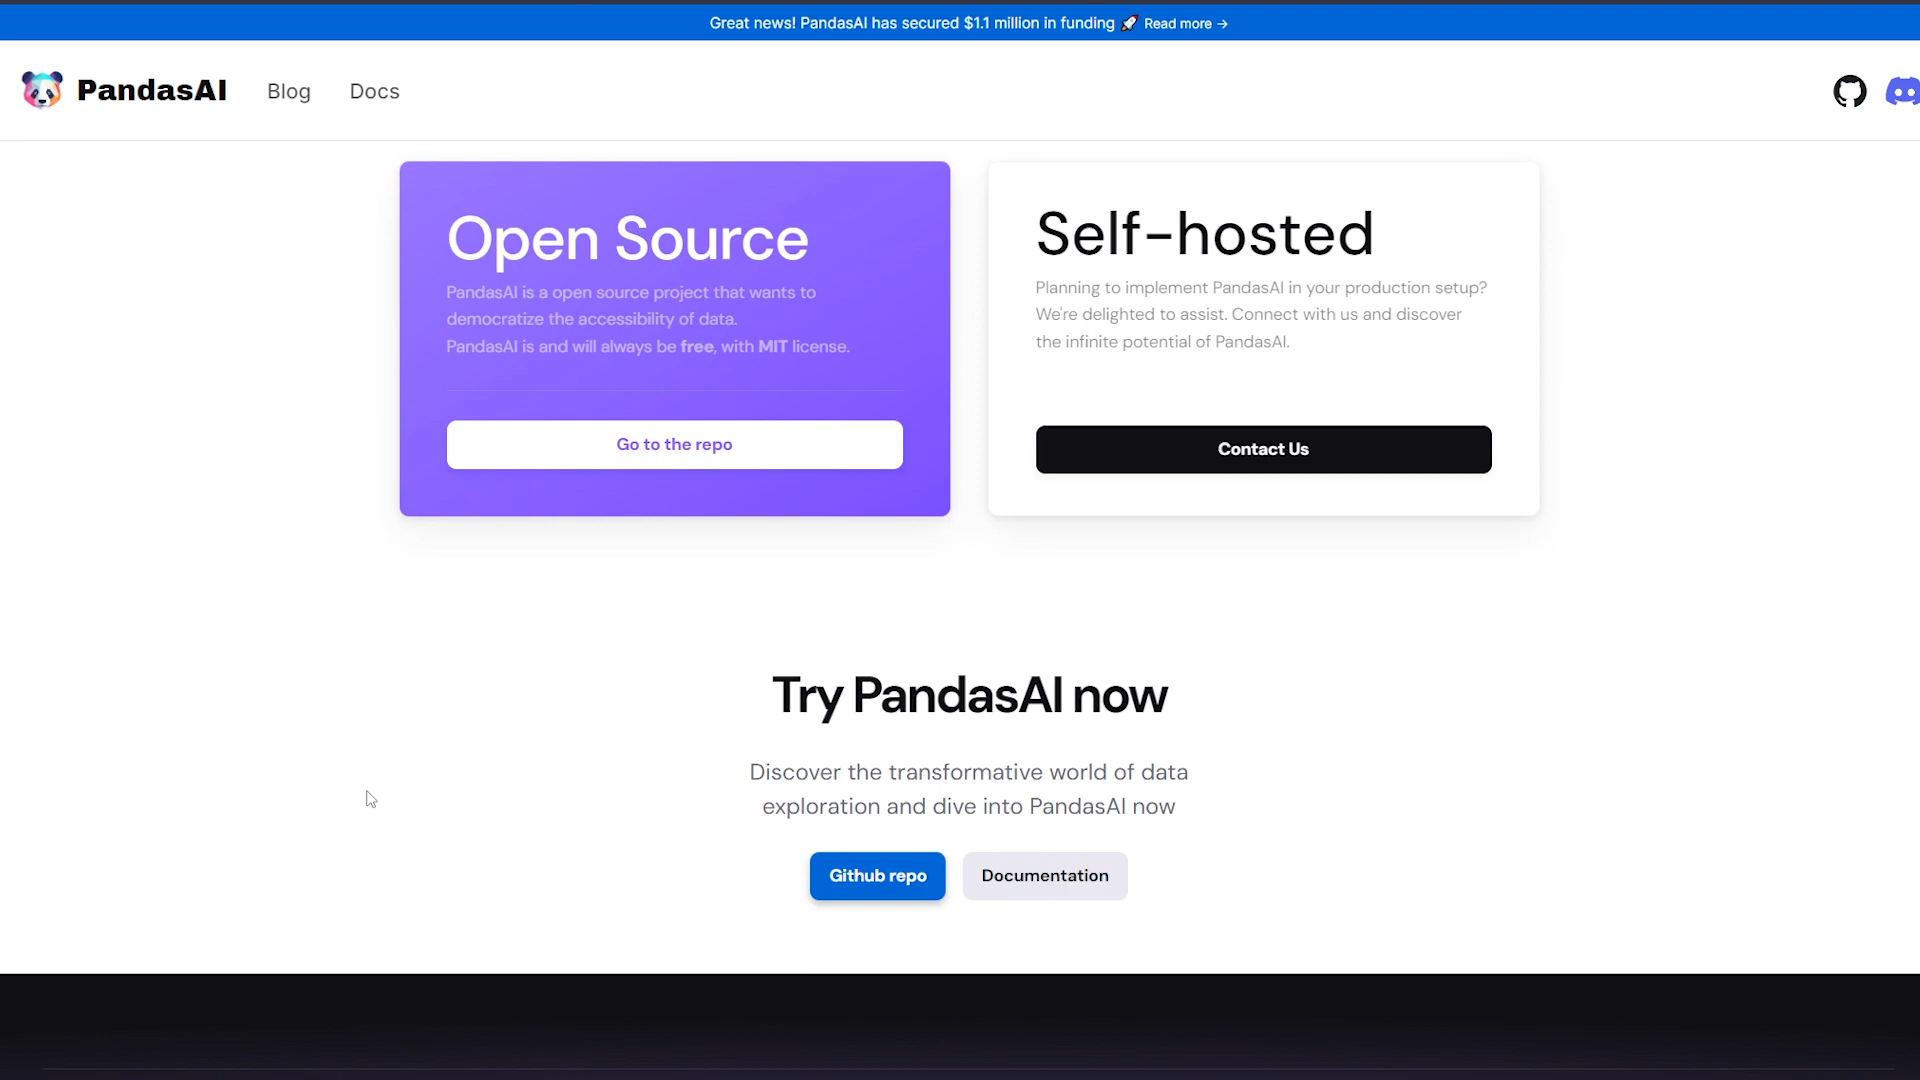 Great news! PandasAI has secured $1.1 million in funding 🚀 Read more →
PandasAI
Blog
Docs
Open Source
PandasAI is a open source project that wants to
democratize the accessibility of data.
PandasAI is and will always be free, with MIT license.
Go to the repo
Self-hosted
Planning to implement PandasAI in your production setup?
We're delighted to assist. Connect with us and discover
the infinite potential of PandasAI.
Contact Us
Try PandasAI now
Discover the transformative world of data
exploration and dive into PandasAI now
Github repo
Documentation